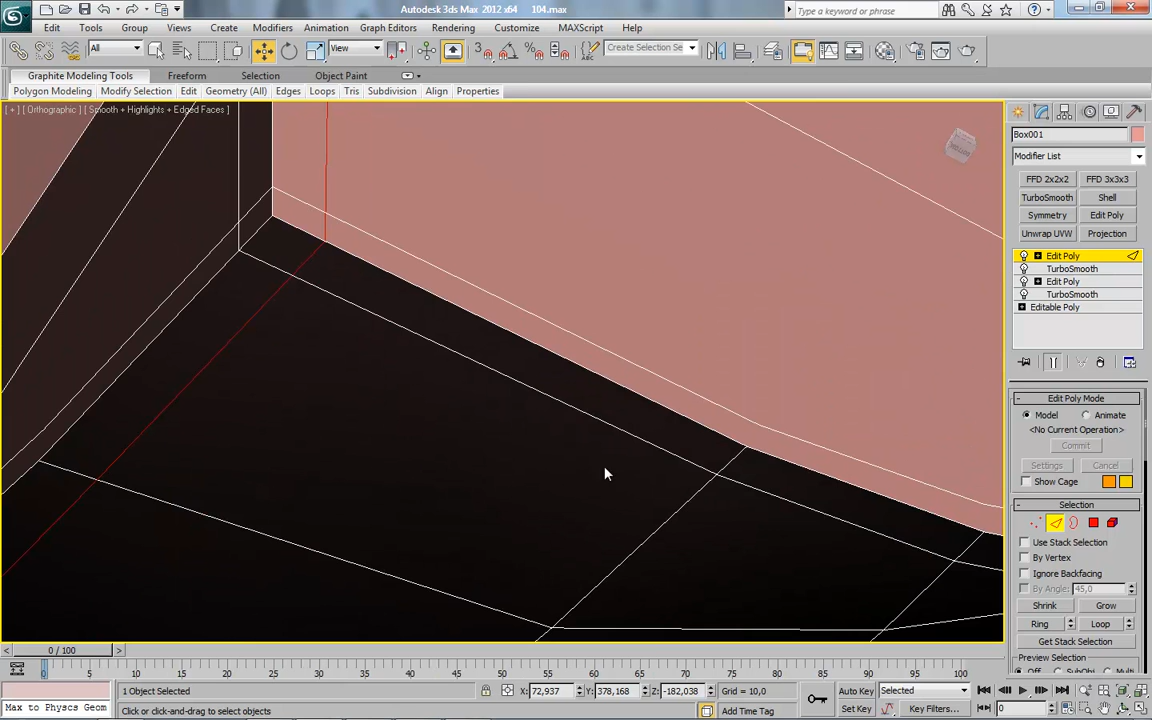 Autodesk 3ds Max 2012 x64    104.max
Type a keyword or phrase
Edit Tools Group Views Create Modifiers Animation Graph Editors Rendering Customize MAXScript Help
All View Create Selection Se
Graphite Modeling Tools Freeform Selection Object Paint
Polygon Modeling Modify Selection Edit Geometry (All) Edges Loops Tris Subdivision Align Properties
[ + ] [ Orthographic ] [ Smooth + Highlights + Edged Faces ]
Box001
Modifier List
FFD 2x2x2 FFD 3x3x3
TurboSmooth Shell
Symmetry Edit Poly
Unwrap UVW Projection
Edit Poly
TurboSmooth
Edit Poly
TurboSmooth
Editable Poly
- Edit Poly Mode
Model Animate
<No Current Operation>
Commit
Settings Cancel
Show Cage
- Selection
Use Stack Selection
By Vertex
Ignore Backfacing
By Angle: 45,0
Shrink Grow
Ring Loop
Get Stack Selection
Preview Selection
Off SubObj Multi
< 0 / 100 >
0 5 10 15 20 25 30 35 40 45 50 55 60 65 70 75 80 85 90 95 100
1 Object Selected X: 72,937 Y: 378,168 Z: -182,038 Grid = 10,0 Auto Key Selected
Max to Physcs Geom Click or click-and-drag to select objects Add Time Tag Set Key Key Filters... 0